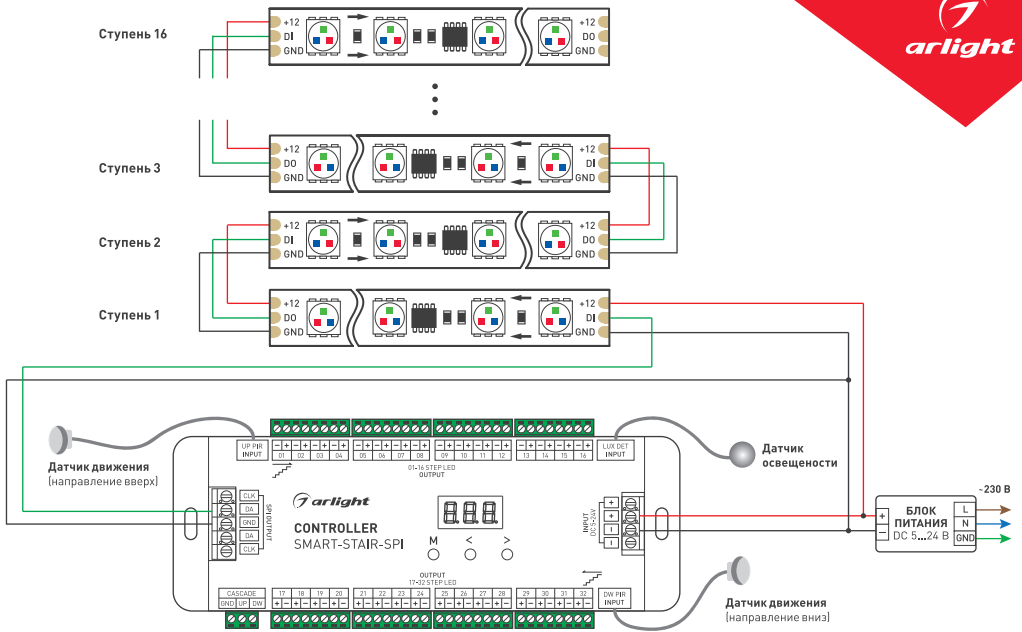 arlight
Ступень 16
+12
DI
GND
+12
DO
GND
Ступень 3
+12
DO
GND
+12
DI
GND
Ступень 2
+12
DI
GND
+12
DO
GND
Ступень 1
+12
DO
GND
+12
DI
GND
Датчик движения
(направление вверх)
UP PIR
INPUT
- + - + - + - +
01 02 03 04
- + - + - + - +
05 06 07 08
- + - + - + - +
09 10 11 12
- + - + - + - +
13 14 15 16
01-16 STEP LED
OUTPUT
LUX DET
INPUT
Датчик
освещености
CLK
DA
GND
DA
CLK
SPI OUTPUT
arlight
CONTROLLER
SMART-STAIR-SPI
8.8.8.
M < >
INPUT
DC 5-24V
+
+
-
-
+
-
БЛОК
ПИТАНИЯ
DC 5...24 В
L
N
GND
~230 В
CASCADE
GND UP DW
OUTPUT
17-32 STEP LED
17 18 19 20
+ - + - + - + -
21 22 23 24
+ - + - + - + -
25 26 27 28
+ - + - + - + -
29 30 31 32
+ - + - + - + -
DW PIR
INPUT
Датчик движения
(направление вниз)